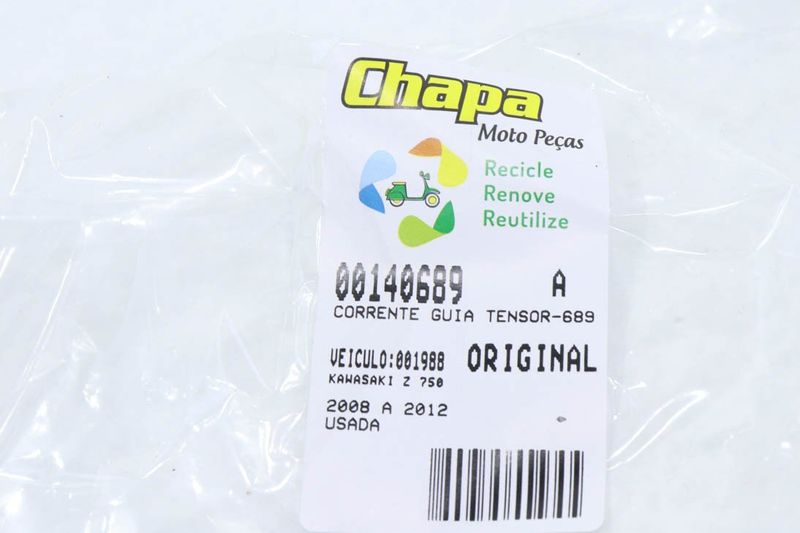 Chapa
Moto Peças
Recicle
Renove
Reutilize
00140689 A
CORRENTE GUIA TENSOR-689
VEICULO:001988 ORIGINAL
KAWASAKI Z 750
2008 A 2012
USADA